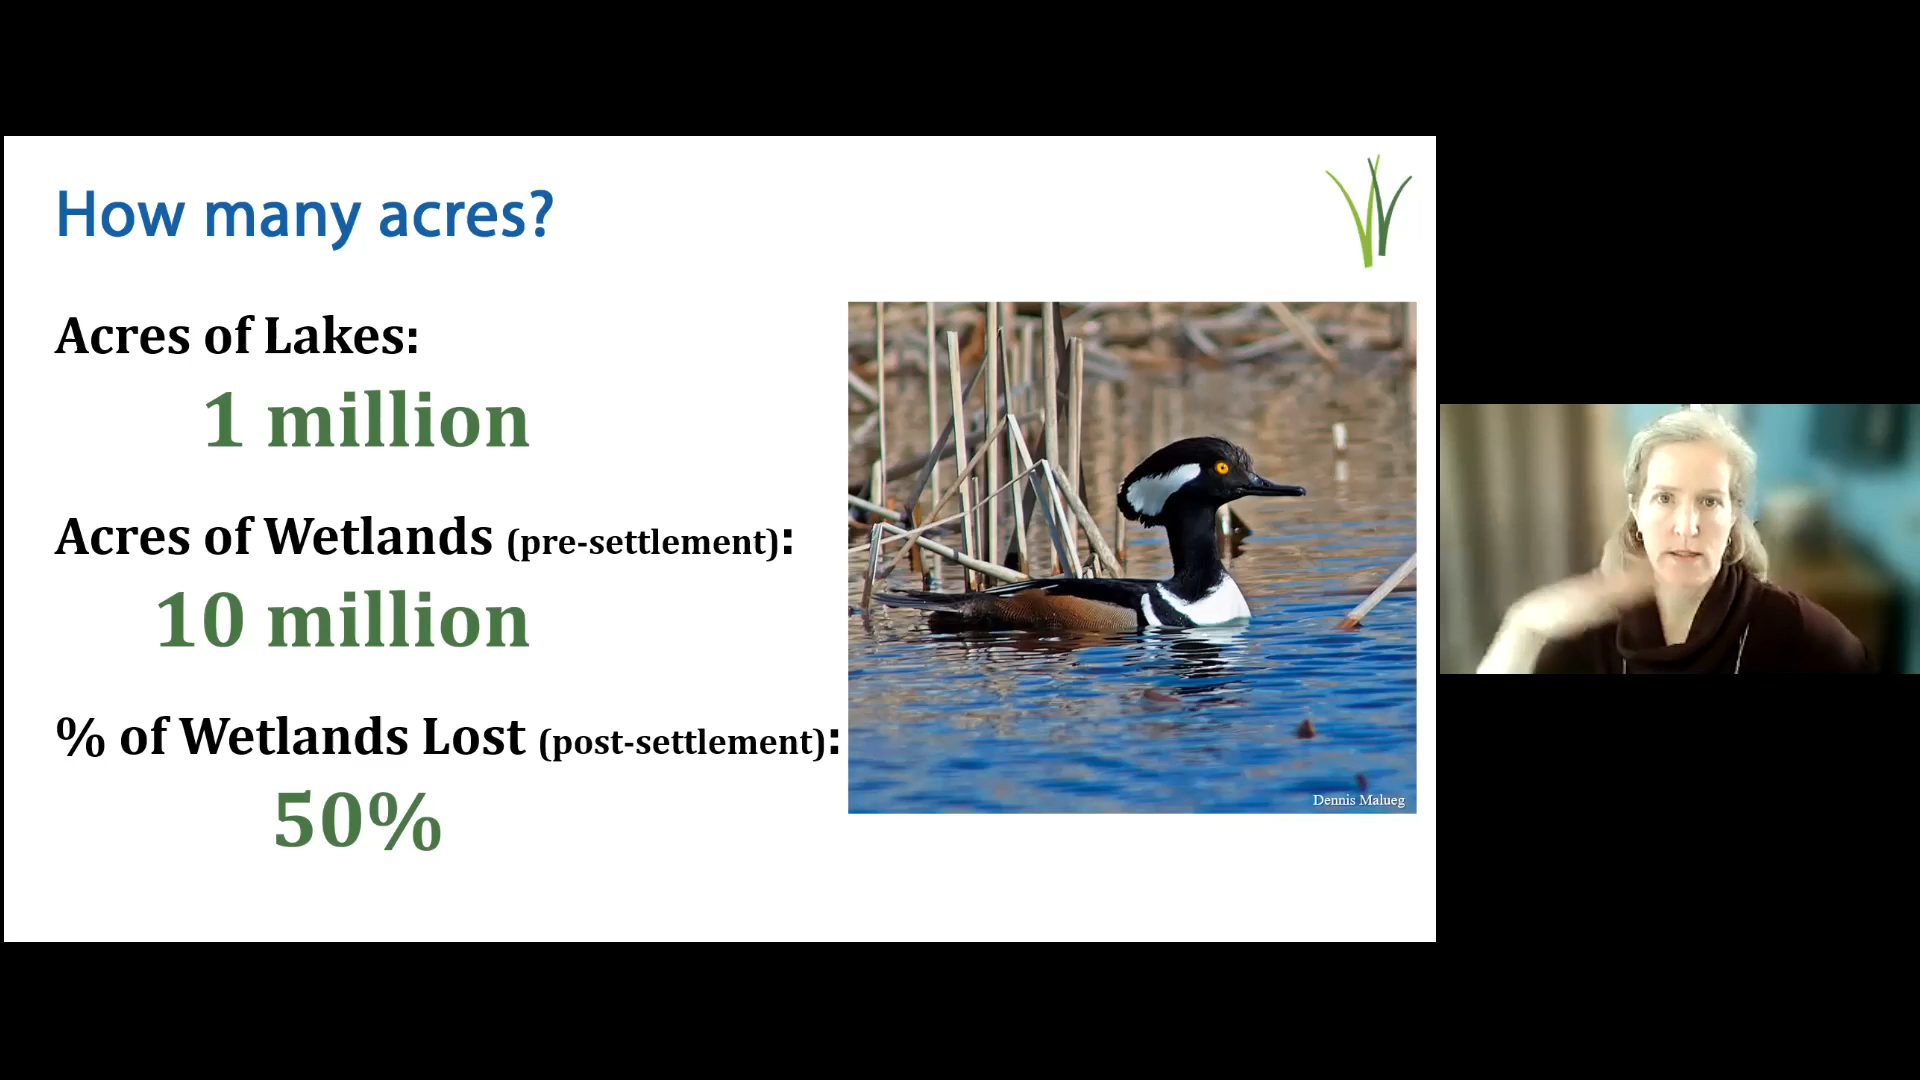 How many acres?
Acres of Lakes:
1 million
Acres of Wetlands (pre-settlement):
10 million
% of Wetlands Lost (post-settlement):
50%
Dennis Malueg